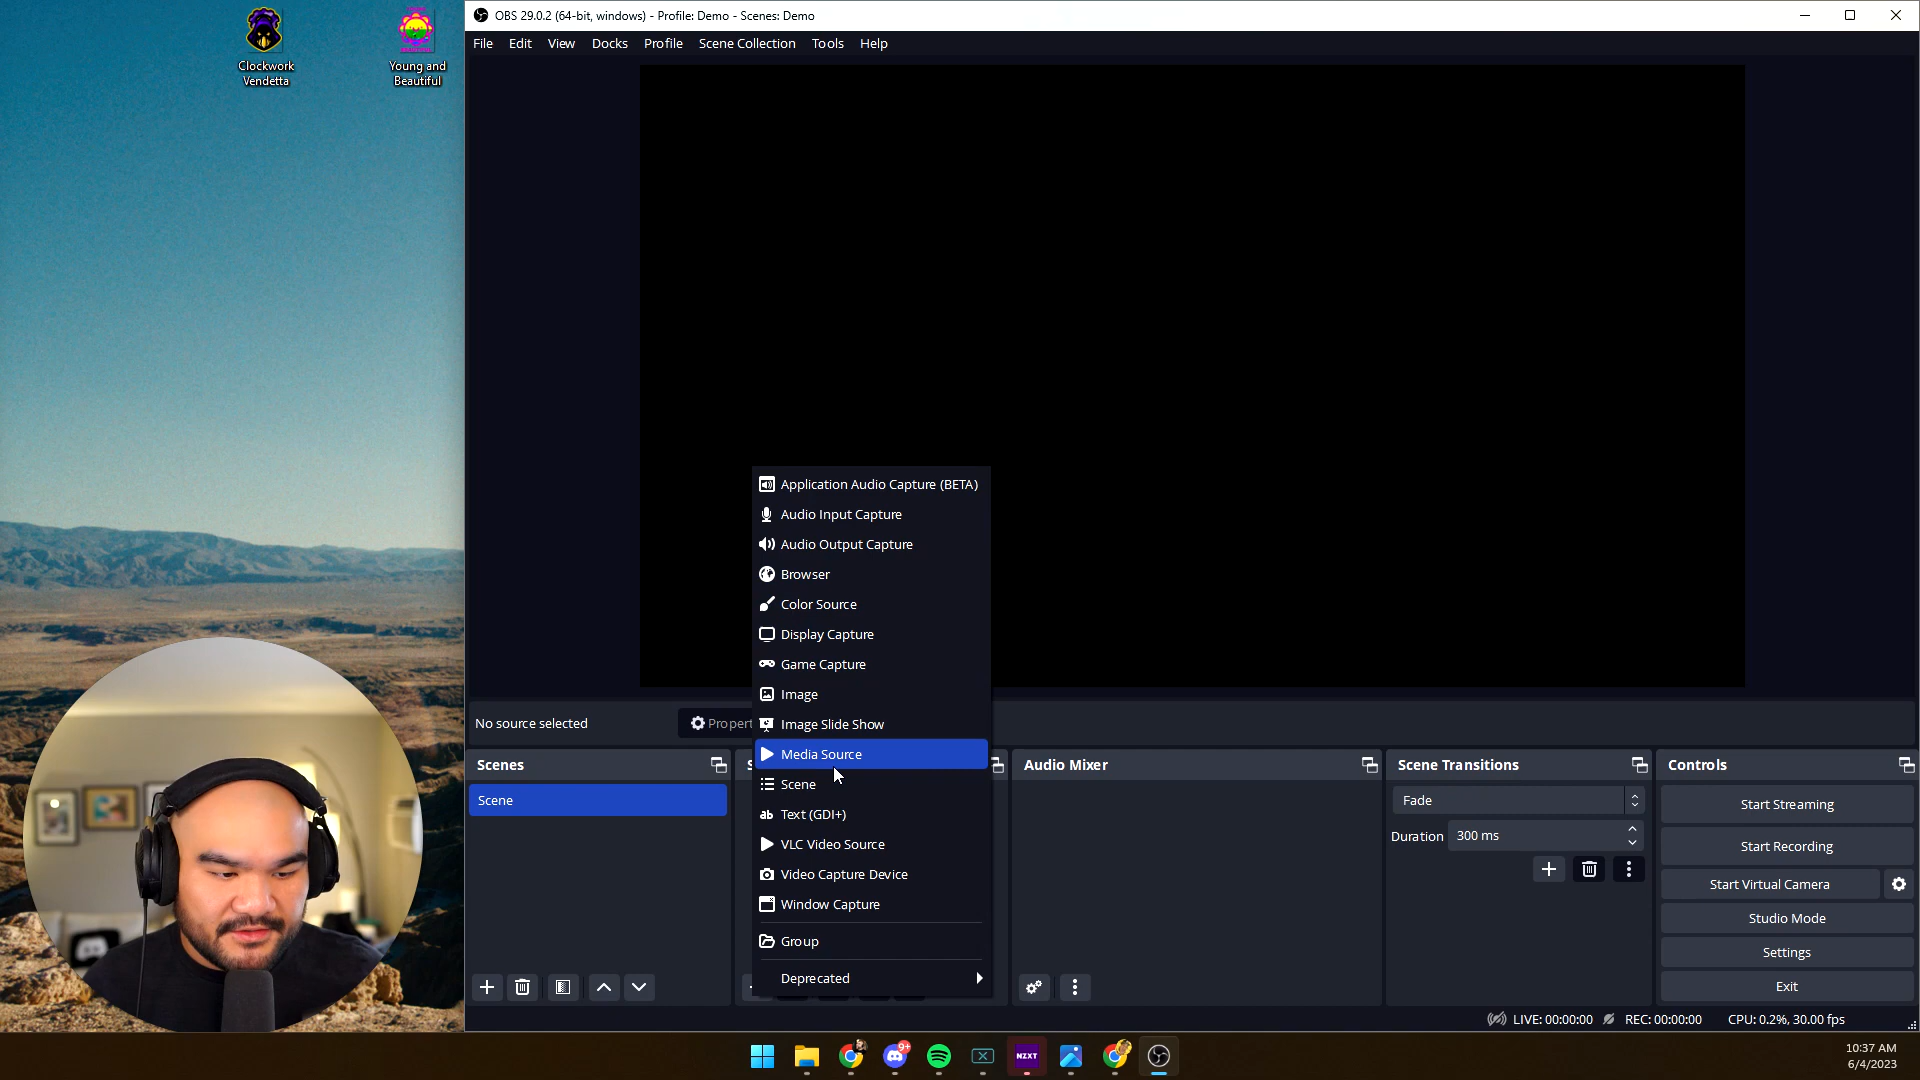 Clockwork
Vendetta
Young and
Beautiful
OBS 29.0.2 (64-bit, windows) - Profile: Demo - Scenes: Demo
File Edit View Docks Profile Scene Collection Tools Help
Application Audio Capture (BETA)
Audio Input Capture
Audio Output Capture
Browser
Color Source
Display Capture
Game Capture
Image
Image Slide Show
Media Source
Scene
ab Text (GDI+)
VLC Video Source
Video Capture Device
Window Capture
Group
Deprecated
No source selected
Propert
Scenes
Scene
S
Audio Mixer
Scene Transitions
Fade
Duration 300 ms
Controls
Start Streaming
Start Recording
Start Virtual Camera
Studio Mode
Settings
Exit
LIVE: 00:00:00 REC: 00:00:00 CPU: 0.2%, 30.00 fps
9+
NZXT
10:37 AM
6/4/2023